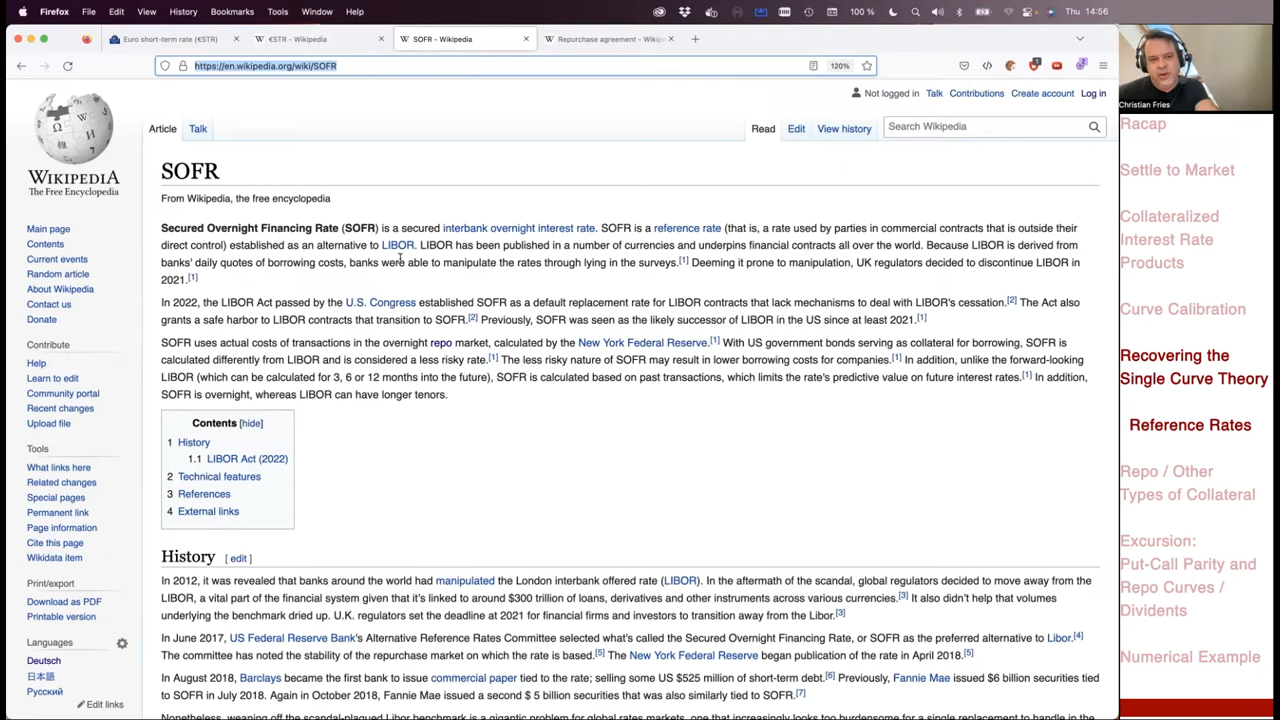 Firefox File Edit View History Bookmarks Tools Window Help 100 % Thu 14:56
Euro short-term rate (€STR) × €STR - Wikipedia × SOFR - Wikipedia × Repurchase agreement - Wikipe × +
https://en.wikipedia.org/wiki/SOFR 120%
Christian Fries
Not logged in Talk Contributions Create account Log in
Article Talk Read Edit View history Search Wikipedia
WIKIPEDIA
The Free Encyclopedia
Main page
Contents
Current events
Random article
About Wikipedia
Contact us
Donate
Contribute
Help
Learn to edit
Community portal
Recent changes
Upload file
Tools
What links here
Related changes
Special pages
Permanent link
Page information
Cite this page
Wikidata item
Print/export
Download as PDF
Printable version
Languages
Deutsch
日本語
Русский
Edit links
SOFR
From Wikipedia, the free encyclopedia
Secured Overnight Financing Rate (SOFR) is a secured interbank overnight interest rate. SOFR is a reference rate (that is, a rate used by parties in commercial contracts that is outside their
direct control) established as an alternative to LIBOR. LIBOR has been published in a number of currencies and underpins financial contracts all over the world. Because LIBOR is derived from
banks' daily quotes of borrowing costs, banks were able to manipulate the rates through lying in the surveys.[1] Deeming it prone to manipulation, UK regulators decided to discontinue LIBOR in
2021.[1]
In 2022, the LIBOR Act passed by the U.S. Congress established SOFR as a default replacement rate for LIBOR contracts that lack mechanisms to deal with LIBOR's cessation.[2] The Act also
grants a safe harbor to LIBOR contracts that transition to SOFR.[2] Previously, SOFR was seen as the likely successor of LIBOR in the US since at least 2021.[1]
SOFR uses actual costs of transactions in the overnight repo market, calculated by the New York Federal Reserve.[1] With US government bonds serving as collateral for borrowing, SOFR is
calculated differently from LIBOR and is considered a less risky rate.[1] The less risky nature of SOFR may result in lower borrowing costs for companies.[1] In addition, unlike the forward-looking
LIBOR (which can be calculated for 3, 6 or 12 months into the future), SOFR is calculated based on past transactions, which limits the rate's predictive value on future interest rates.[1] In addition,
SOFR is overnight, whereas LIBOR can have longer tenors.
Contents [hide]
1 History
1.1 LIBOR Act (2022)
2 Technical features
3 References
4 External links
History [ edit ]
In 2012, it was revealed that banks around the world had manipulated the London interbank offered rate (LIBOR). In the aftermath of the scandal, global regulators decided to move away from the
LIBOR, a vital part of the financial system given that it's linked to around $300 trillion of loans, derivatives and other instruments across various currencies.[3] It also didn't help that volumes
underlying the benchmark dried up. U.K. regulators set the deadline at 2021 for financial firms and investors to transition away from the Libor.[3]
In June 2017, US Federal Reserve Bank's Alternative Reference Rates Committee selected what's called the Secured Overnight Financing Rate, or SOFR as the preferred alternative to Libor.[4]
The committee has noted the stability of the repurchase market on which the rate is based.[5] The New York Federal Reserve began publication of the rate in April 2018.[5]
In August 2018, Barclays became the first bank to issue commercial paper tied to the rate; selling some US $525 million of short-term debt.[6] Previously, Fannie Mae issued $6 billion securities tied
to SOFR in July 2018. Again in October 2018, Fannie Mae issued a second $ 5 billion securities that was also similarly tied to SOFR.[7]
Nonetheless, weaning off the scandal-plagued Libor benchmark is a gigantic problem for global rates markets, one that increasingly looks too burdensome for a single replacement to handle in the
Racap
Settle to Market
Collateralized
Interest Rate
Products
Curve Calibration
Recovering the
Single Curve Theory
Reference Rates
Repo / Other
Types of Collateral
Excursion:
Put-Call Parity and
Repo Curves /
Dividends
Numerical Example